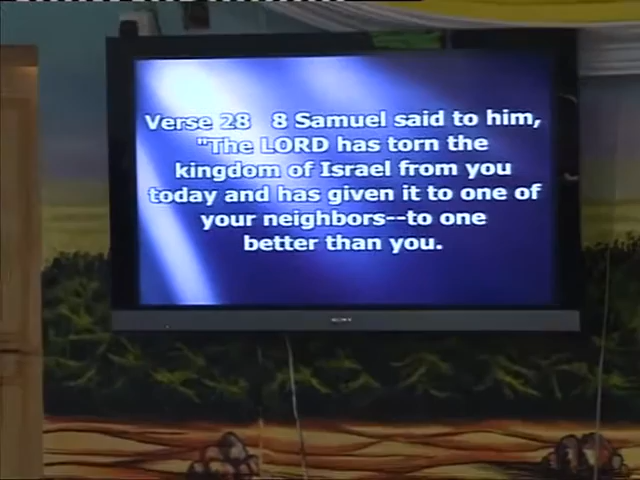 Verse 28   8 Samuel said to him,
"The LORD has torn the
kingdom of Israel from you
today and has given it to one of
your neighbors--to one
better than you.
SONY